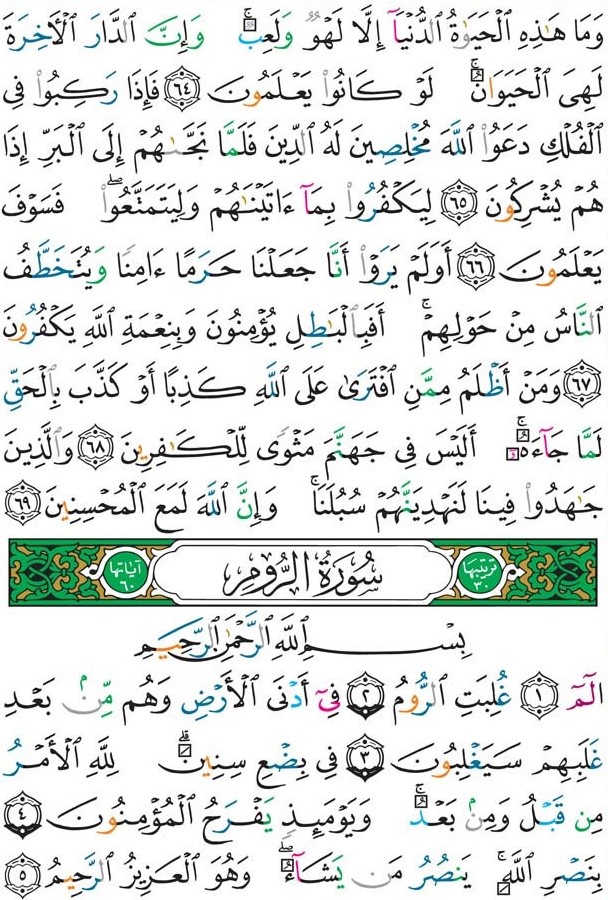 وَمَا هَـٰذِهِ ٱلْحَيَوٰةُ ٱلدُّنْيَآ إِلَّا لَهْوٌ وَلَعِبٌ ۚ وَإِنَّ ٱلدَّارَ ٱلْـَٔاخِرَةَ
لَهِىَ ٱلْحَيَوَانُ ۚ لَوْ كَانُوا۟ يَعْلَمُونَ ٦٤ فَإِذَا رَكِبُوا۟ فِى
ٱلْفُلْكِ دَعَوُا۟ ٱللَّهَ مُخْلِصِينَ لَهُ ٱلدِّينَ فَلَمَّا نَجَّىٰهُمْ إِلَى ٱلْبَرِّ إِذَا
هُمْ يُشْرِكُونَ ٦٥ لِيَكْفُرُوا۟ بِمَآ ءَاتَيْنَـٰهُمْ وَلِيَتَمَتَّعُوا۟ ۖ فَسَوْفَ
يَعْلَمُونَ ٦٦ أَوَلَمْ يَرَوْا۟ أَنَّا جَعَلْنَا حَرَمًا ءَامِنًا وَيُتَخَطَّفُ
ٱلنَّاسُ مِنْ حَوْلِهِمْ ۚ أَفَبِٱلْبَـٰطِلِ يُؤْمِنُونَ وَبِنِعْمَةِ ٱللَّهِ يَكْفُرُونَ
٦٧ وَمَنْ أَظْلَمُ مِمَّنِ ٱفْتَرَىٰ عَلَى ٱللَّهِ كَذِبًا أَوْ كَذَّبَ بِٱلْحَقِّ
لَمَّا جَآءَهُۥٓ ۚ أَلَيْسَ فِى جَهَنَّمَ مَثْوًى لِّلْكَـٰفِرِينَ ٦٨ وَٱلَّذِينَ
جَـٰهَدُوا۟ فِينَا لَنَهْدِيَنَّهُمْ سُبُلَنَا ۚ وَإِنَّ ٱللَّهَ لَمَعَ ٱلْمُحْسِنِينَ ٦٩
ترتيبها ٣٠ سُورَةُ الرُّومِ آياتها ٦٠
بِسْمِ ٱللَّهِ ٱلرَّحْمَـٰنِ ٱلرَّحِيمِ
الٓمٓ ١ غُلِبَتِ ٱلرُّومُ ٢ فِىٓ أَدْنَى ٱلْأَرْضِ وَهُم مِّنۢ بَعْدِ
غَلَبِهِمْ سَيَغْلِبُونَ ٣ فِى بِضْعِ سِنِينَ ۗ لِلَّهِ ٱلْأَمْرُ
مِن قَبْلُ وَمِنۢ بَعْدُ ۚ وَيَوْمَئِذٍ يَفْرَحُ ٱلْمُؤْمِنُونَ ٤
بِنَصْرِ ٱللَّهِ ۚ يَنصُرُ مَن يَشَآءُ ۖ وَهُوَ ٱلْعَزِيزُ ٱلرَّحِيمُ ٥